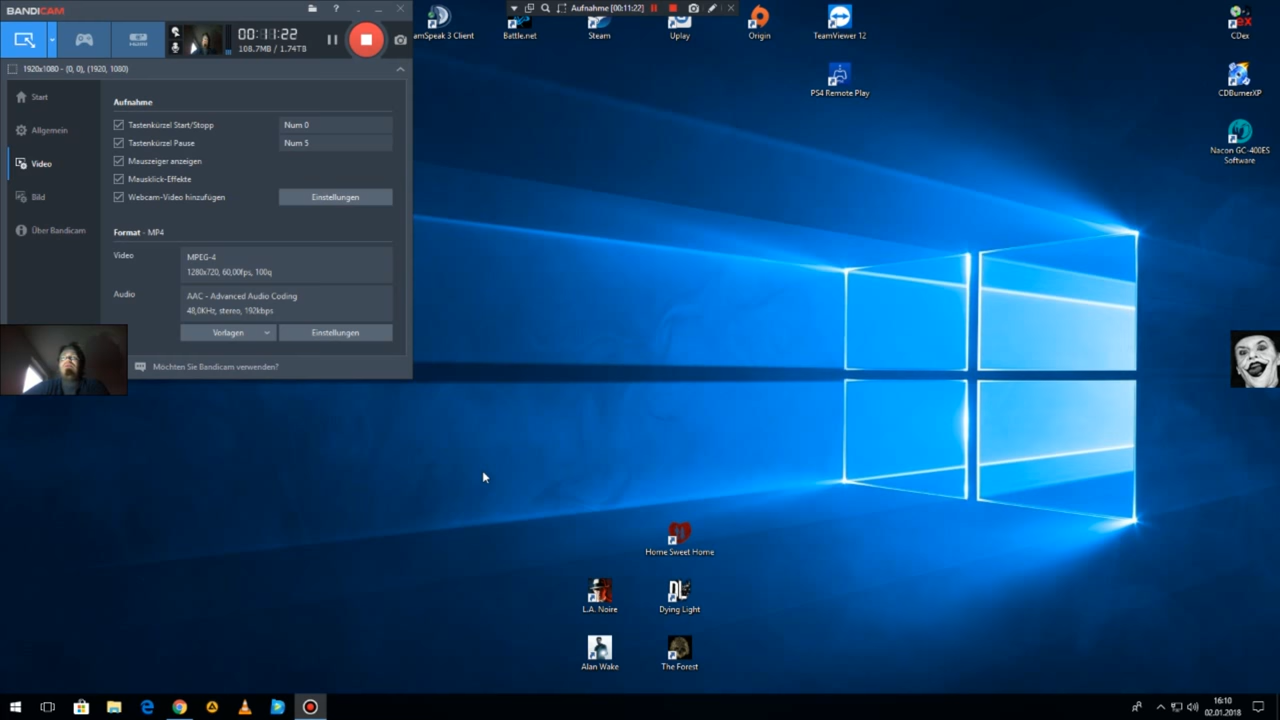 BANDICAM
?
00:11:22
108.7MB / 1.74TB
HDMI
1920x1080 - (0, 0), (1920, 1080)
Start
Allgemein
Video
Bild
Über Bandicam
Aufnahme
Tastenkürzel Start/Stopp
Num 0
Tastenkürzel Pause
Num 5
Mauszeiger anzeigen
Mausklick-Effekte
Webcam-Video hinzufügen
Einstellungen
Format - MP4
Video
MPEG-4
1280x720, 60,00fps, 100q
Audio
AAC - Advanced Audio Coding
48,0KHz, stereo, 192kbps
Vorlagen
Einstellungen
Möchten Sie Bandicam verwenden?
Aufnahme [00:11:22]
amSpeak 3 Client
Battle.net
Steam
Uplay
Origin
TeamViewer 12
PS4 Remote Play
CDex
CDBurnerXP
Nacon GC-400ES
Software
Home Sweet Home
L.A. Noire
DL
Dying Light
Alan Wake
The Forest
16:10
02.01.2018